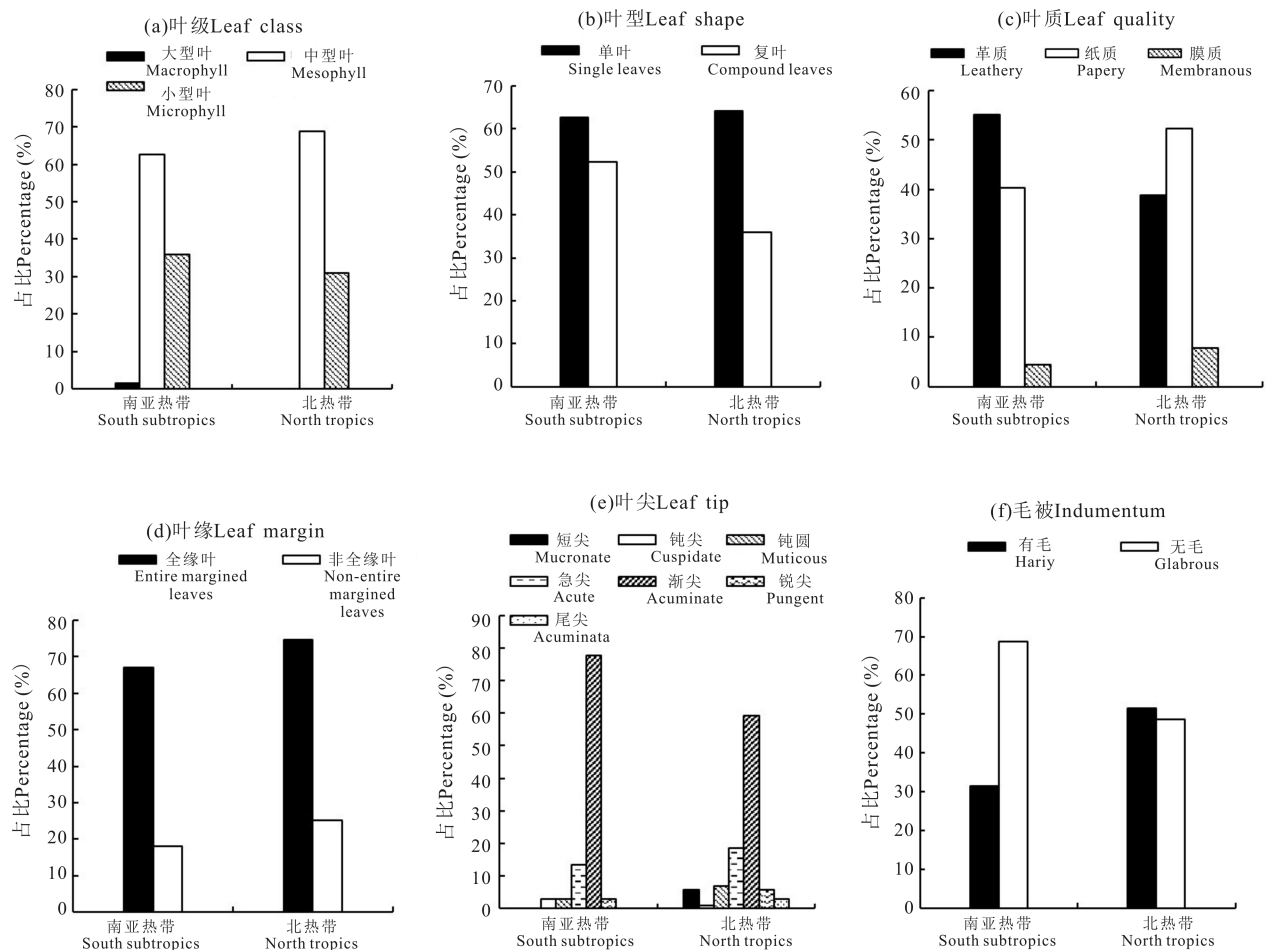 (a)叶级Leaf class
大型叶 中型叶
Macrophyll Mesophyll
小型叶
Microphyll
80
70
60
50
40
30
20
10
0
占比Percentage (%)
南亚热带 北热带
South subtropics North tropics
(b)叶型Leaf shape
单叶 复叶
Single leaves Compound leaves
70
60
50
40
30
20
10
0
占比Percentage (%)
南亚热带 北热带
South subtropics North tropics
(c)叶质Leaf quality
革质 纸质 膜质
Leathery Papery Membranous
60
50
40
30
20
10
0
占比Percentage (%)
南亚热带 北热带
South subtropics North tropics
(d)叶缘Leaf margin
全缘叶 非全缘叶
Entire margined Non-entire
leaves margined
leaves
80
70
60
50
40
30
20
10
0
占比Percentage (%)
南亚热带 北热带
South subtropics North tropics
(e)叶尖Leaf tip
短尖 钝尖 钝圆
Mucronate Cuspidate Muticous
急尖 渐尖 锐尖
Acute Acuminate Pungent
尾尖
Acuminata
90
80
70
60
50
40
30
20
10
0
占比Percentage (%)
南亚热带 北热带
South subtropics North tropics
(f)毛被Indumentum
有毛 无毛
Hariy Glabrous
80
70
60
50
40
30
20
10
0
占比Percentage (%)
南亚热带 北热带
South subtropics North tropics